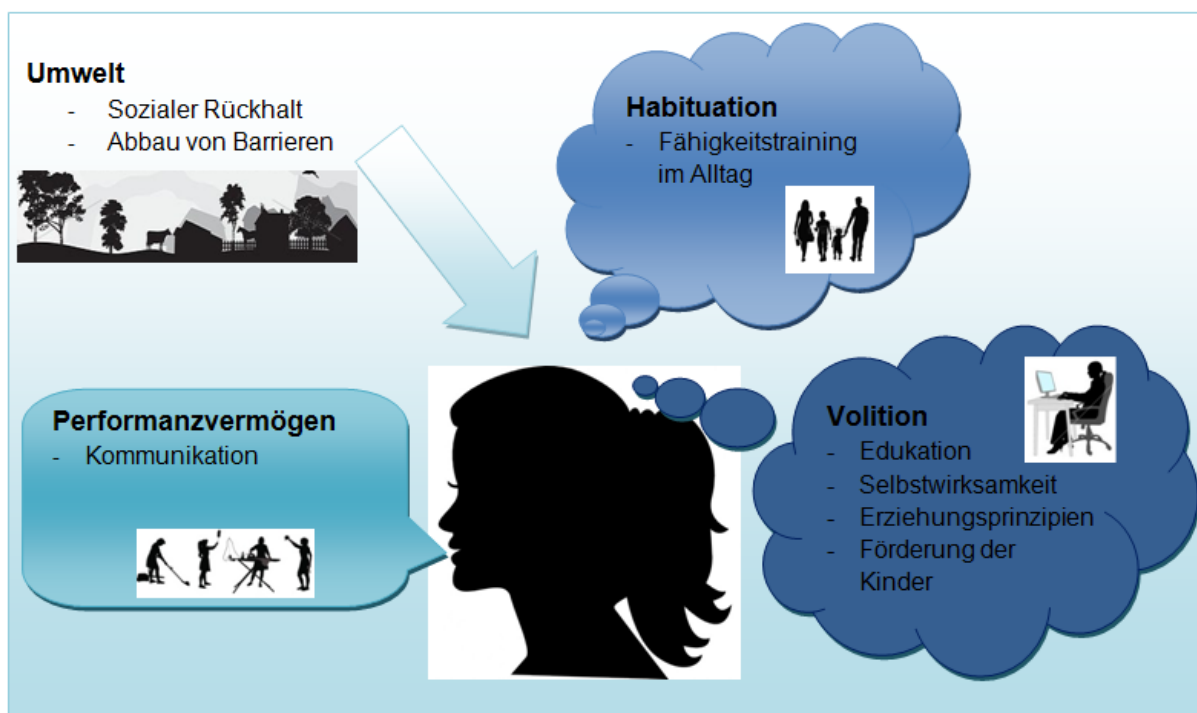 Umwelt
- Sozialer Rückhalt
- Abbau von Barrieren
Habituation
- Fähigkeitstraining
im Alltag
Performanzvermögen
- Kommunikation
Volition
- Edukation
- Selbstwirksamkeit
- Erziehungsprinzipien
- Förderung der
Kinder